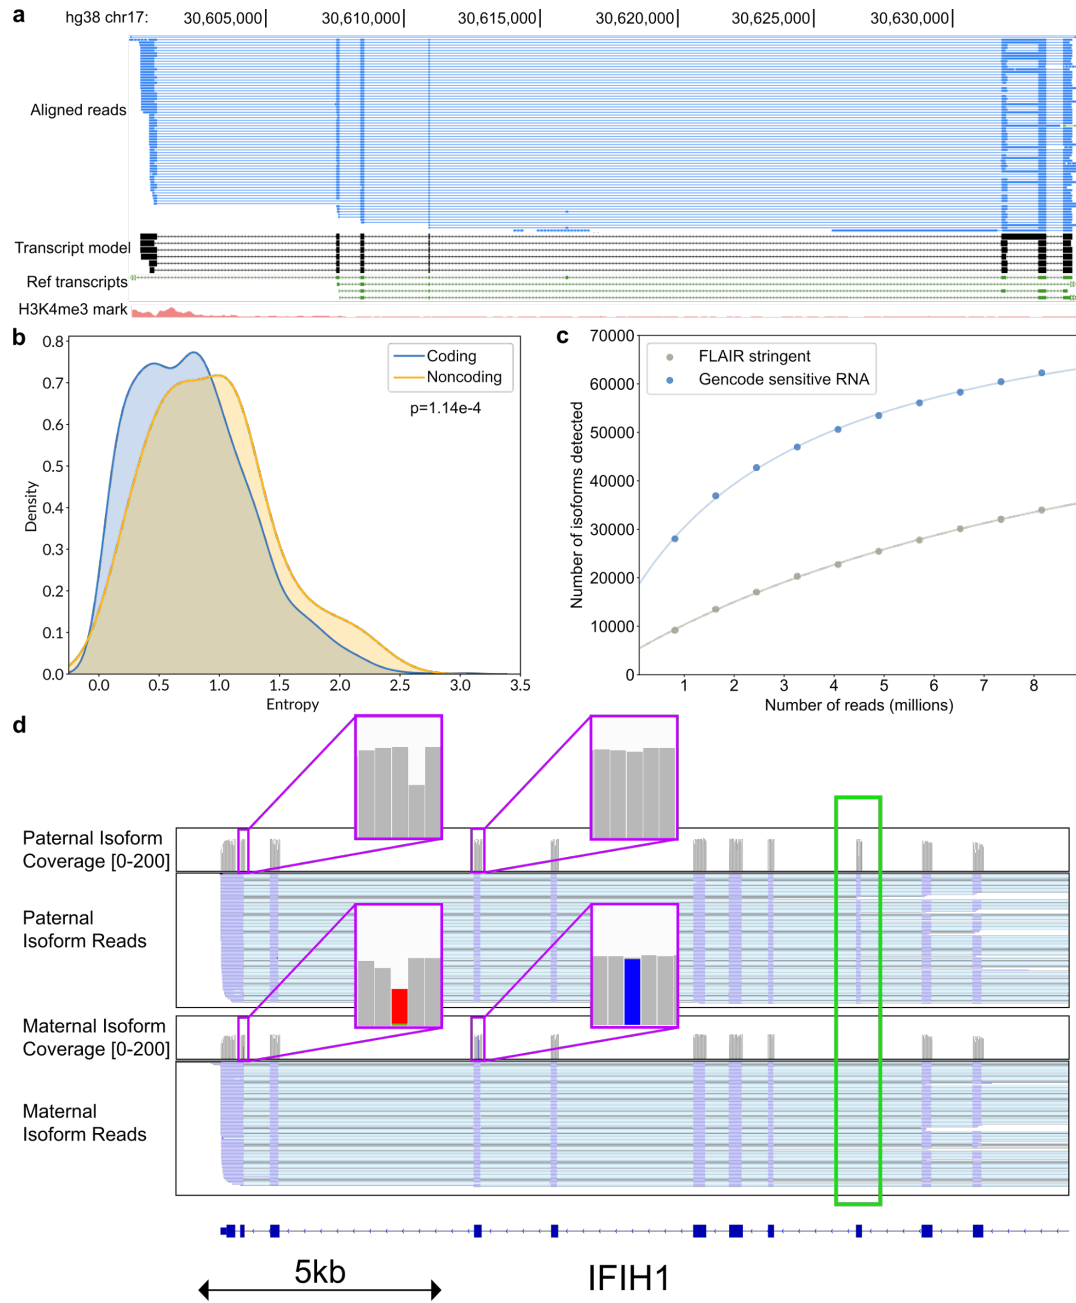 a
hg38 chr17:
30,605,000
30,610,000
30,615,000
30,620,000
30,625,000
30,630,000
Aligned reads
Transcript model
Ref transcripts
H3K4me3 mark
b
0.8
0.7
0.6
0.5
0.4
0.3
0.2
0.1
0.0
Density
Coding
Noncoding
p=1.14e-4
0.0
0.5
1.0
1.5
2.0
2.5
3.0
3.5
Entropy
c
70000
60000
50000
40000
30000
20000
10000
0
Number of isoforms detected
FLAIR stringent
Gencode sensitive RNA
1
2
3
4
5
6
7
8
Number of reads (millions)
d
Paternal Isoform
Coverage [0-200]
Paternal
Isoform Reads
Maternal Isoform
Coverage [0-200]
Maternal
Isoform Reads
5kb
IFIH1